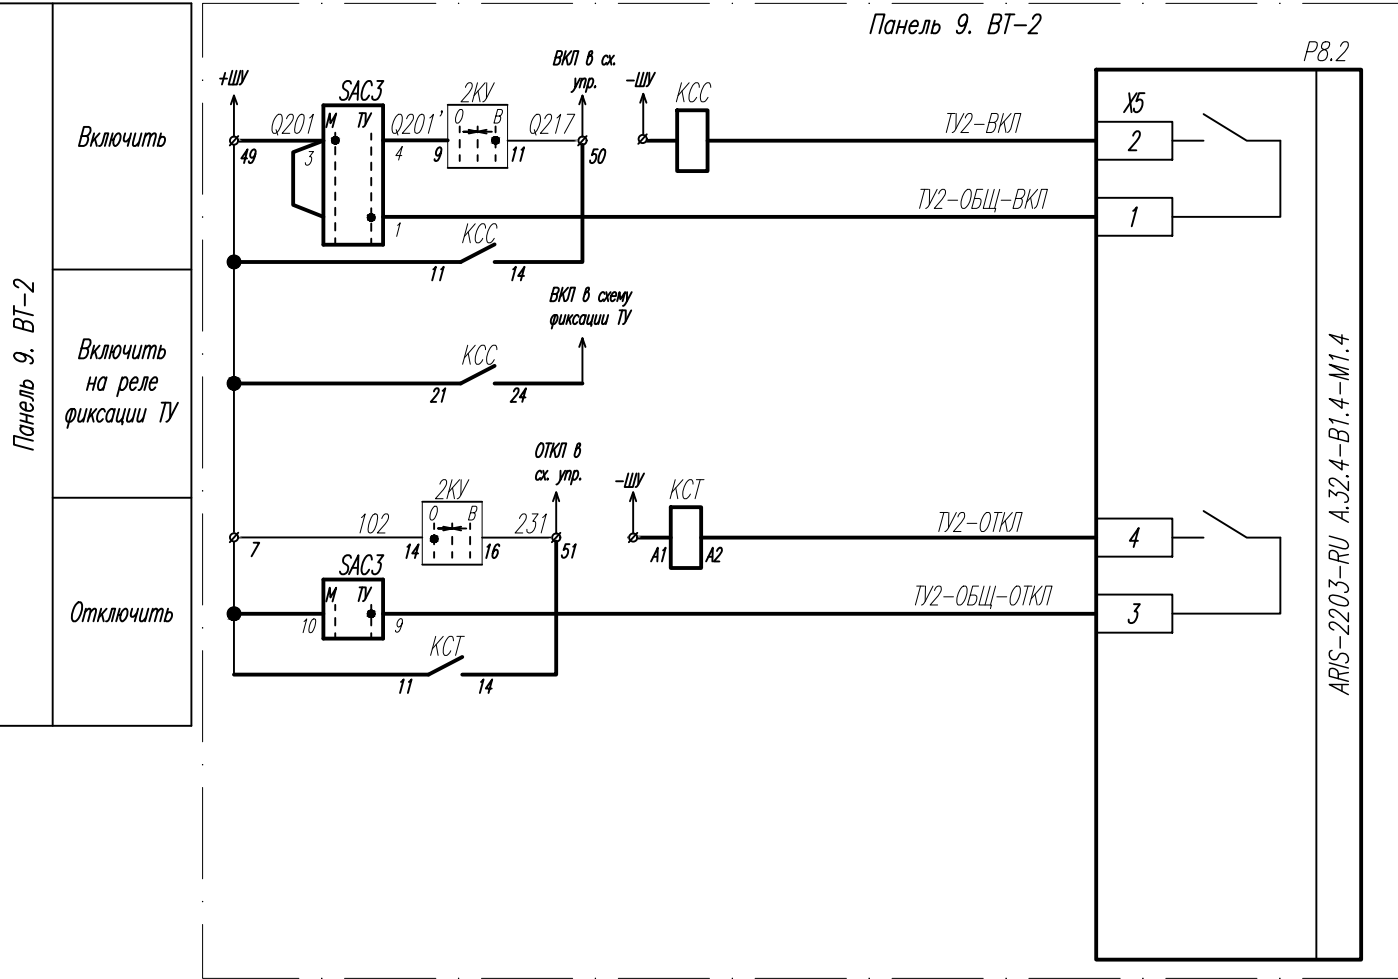 Панель 9. ВТ-2
Р8.2
Панель 9. ВТ-2
Включить
+ШУ
SAC3
2КУ
ВКЛ в сх.
упр.
-ШУ
КСС
Х5
Q201
М ТУ
Q201'
О В
Q217
ТУ2-ВКЛ
2
49
3
4
9
11
50
ТУ2-ОБЩ-ВКЛ
1
1
КСС
11
14
Включить
на реле
фиксации ТУ
ВКЛ в схему
фиксации ТУ
КСС
21
24
ARIS-2203-RU A.32.4-B1.4-M1.4
Отключить
ОТКЛ в
сх. упр.
-ШУ
КСТ
2КУ
102
О В
231
ТУ2-ОТКЛ
4
7
14
16
51
А1
А2
SAC3
М ТУ
ТУ2-ОБЩ-ОТКЛ
3
10
9
КСТ
11
14